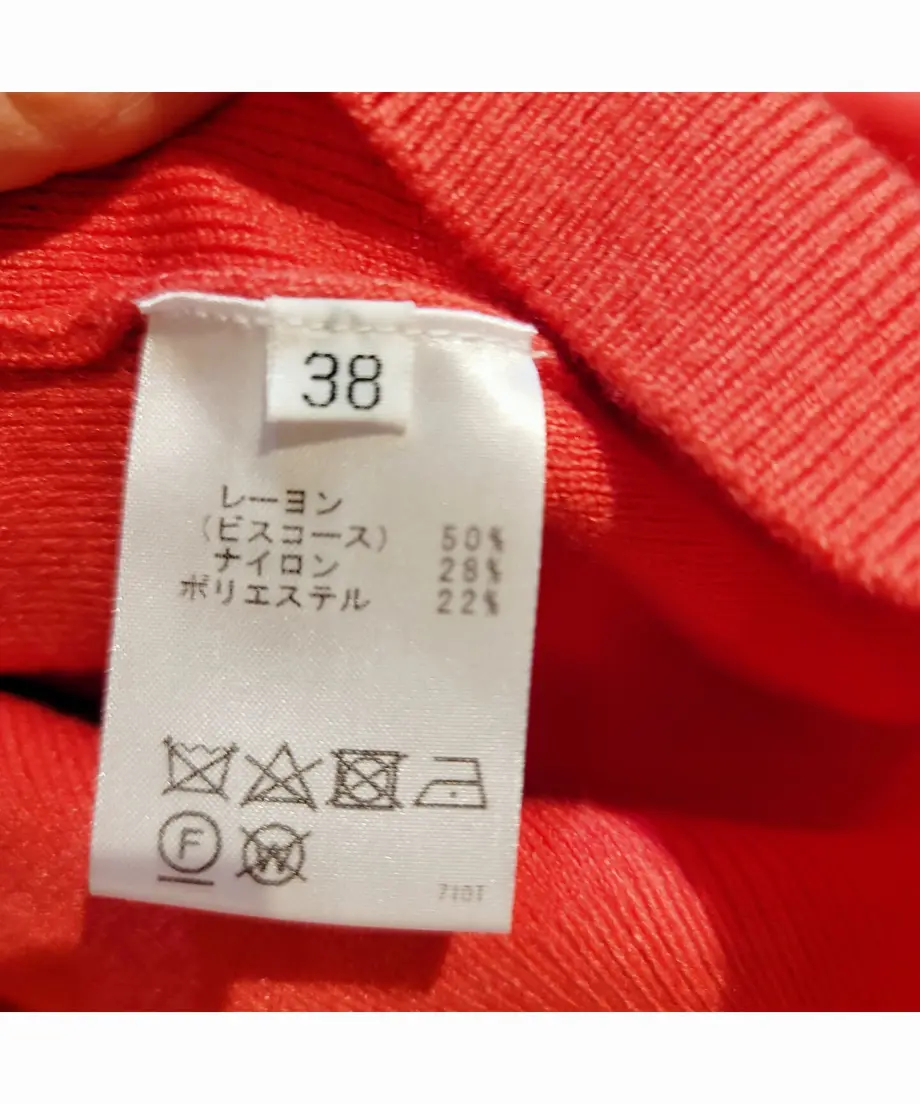 38
レーヨン
(ビスコース) 50%
ナイロン 28%
ポリエステル 22%
F
W
710T